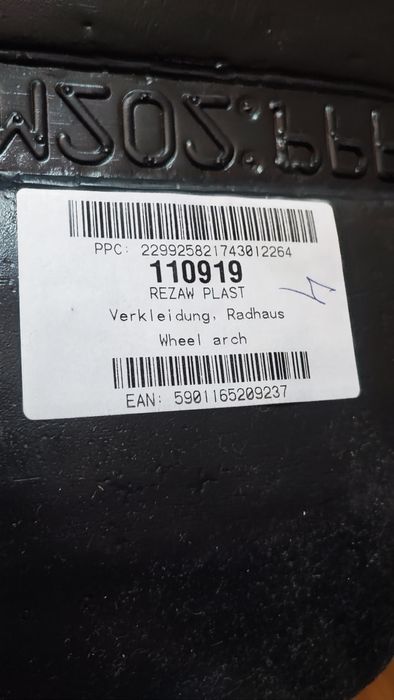 PPC: 229925821743012264
110919
REZAW PLAST
Verkleidung, Radhaus
Wheel arch
EAN: 5901165209237